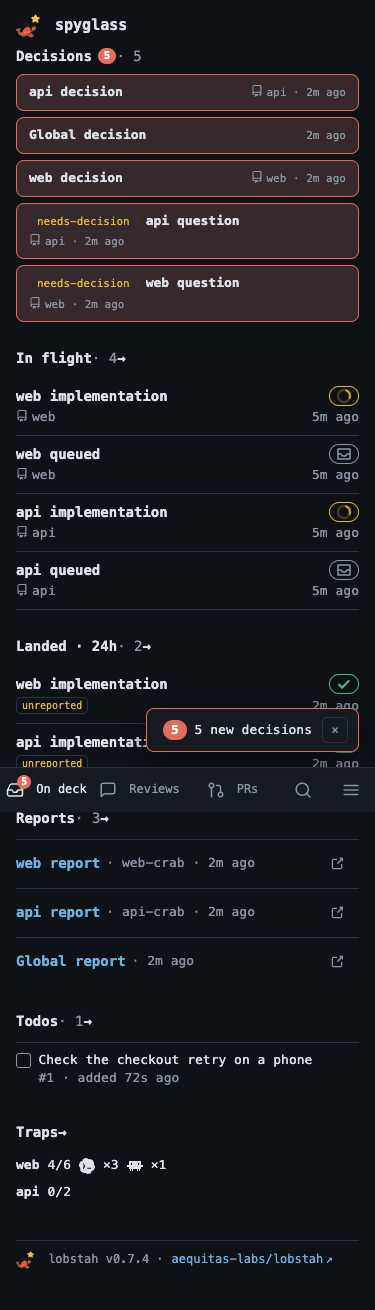 spyglass
Decisions 5 · 5
api decision api · 2m ago
Global decision 2m ago
web decision web · 2m ago
needs-decision api question
api · 2m ago
needs-decision web question
web · 2m ago
In flight · 4→
web implementation
web 5m ago
web queued
web 5m ago
api implementation
api 5m ago
api queued
api 5m ago
Landed · 24h · 2→
web implementation
unreported 2m ago
5 5 new decisions ×
api implementati
unreported 2m ago
5 On deck Reviews PRs
Reports · 3→
web report · web-crab · 2m ago
api report · api-crab · 2m ago
Global report · 2m ago
Todos · 1→
Check the checkout retry on a phone
#1 · added 72s ago
Traps→
web 4/6 ×3 ×1
api 0/2
lobstah v0.7.4 · aequitas-labs/lobstah↗